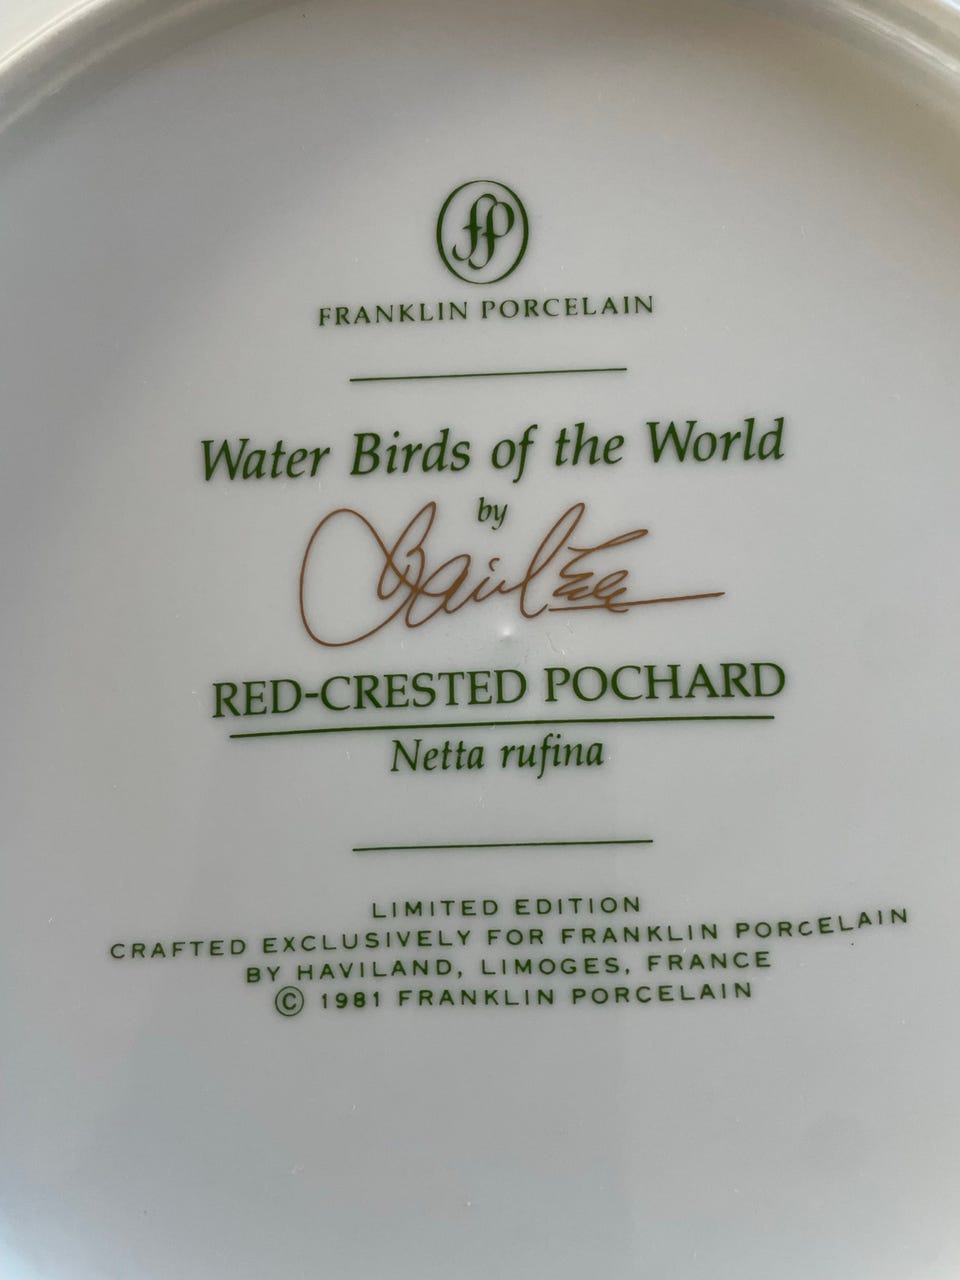 fp
FRANKLIN PORCELAIN
Water Birds of the World
by
RED-CRESTED POCHARD
Netta rufina
LIMITED EDITION
CRAFTED EXCLUSIVELY FOR FRANKLIN PORCELAIN
BY HAVILAND, LIMOGES, FRANCE
© 1981 FRANKLIN PORCELAIN